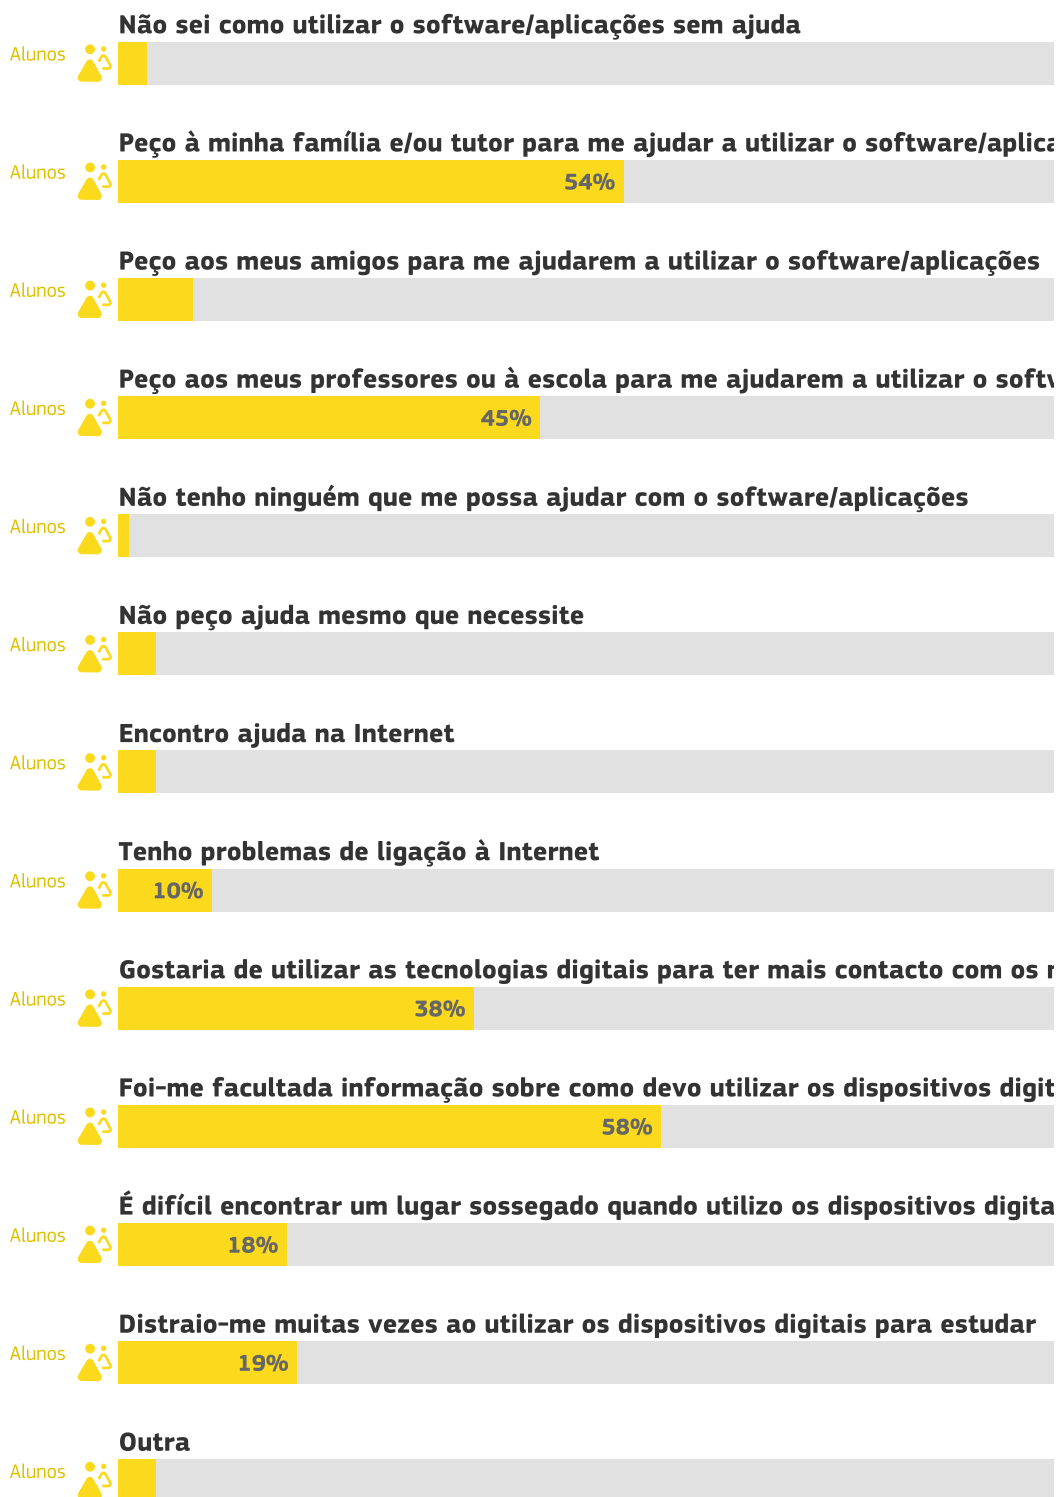 Não sei como utilizar o software/aplicações sem ajuda
Alunos
Peço à minha família e/ou tutor para me ajudar a utilizar o
Alunos
54%
Peço aos meus amigos para me ajudarem a utilizar o software/aplicações
Alunos
Peço aos meus professores ou à escola para me ajudarem a utilizar o
Alunos
45%
Não tenho ninguém que me possa ajudar com o software/aplicações
Alunos
Não peço ajuda mesmo que necessite
Alunos
Encontro ajuda na Internet
Alunos
Tenho problemas de ligação à Internet
Alunos
10%
Gostaria de utilizar as tecnologias digitais para ter mais contacto com os
Alunos
38%
Foi-me facultada informação sobre como devo utilizar os dispositivos
Alunos
58%
É difícil encontrar um lugar sossegado quando utilizo os dispositivos
Alunos
18%
Distraio-me muitas vezes ao utilizar os dispositivos digitais para estudar
Alunos
19%
Outra
Alunos